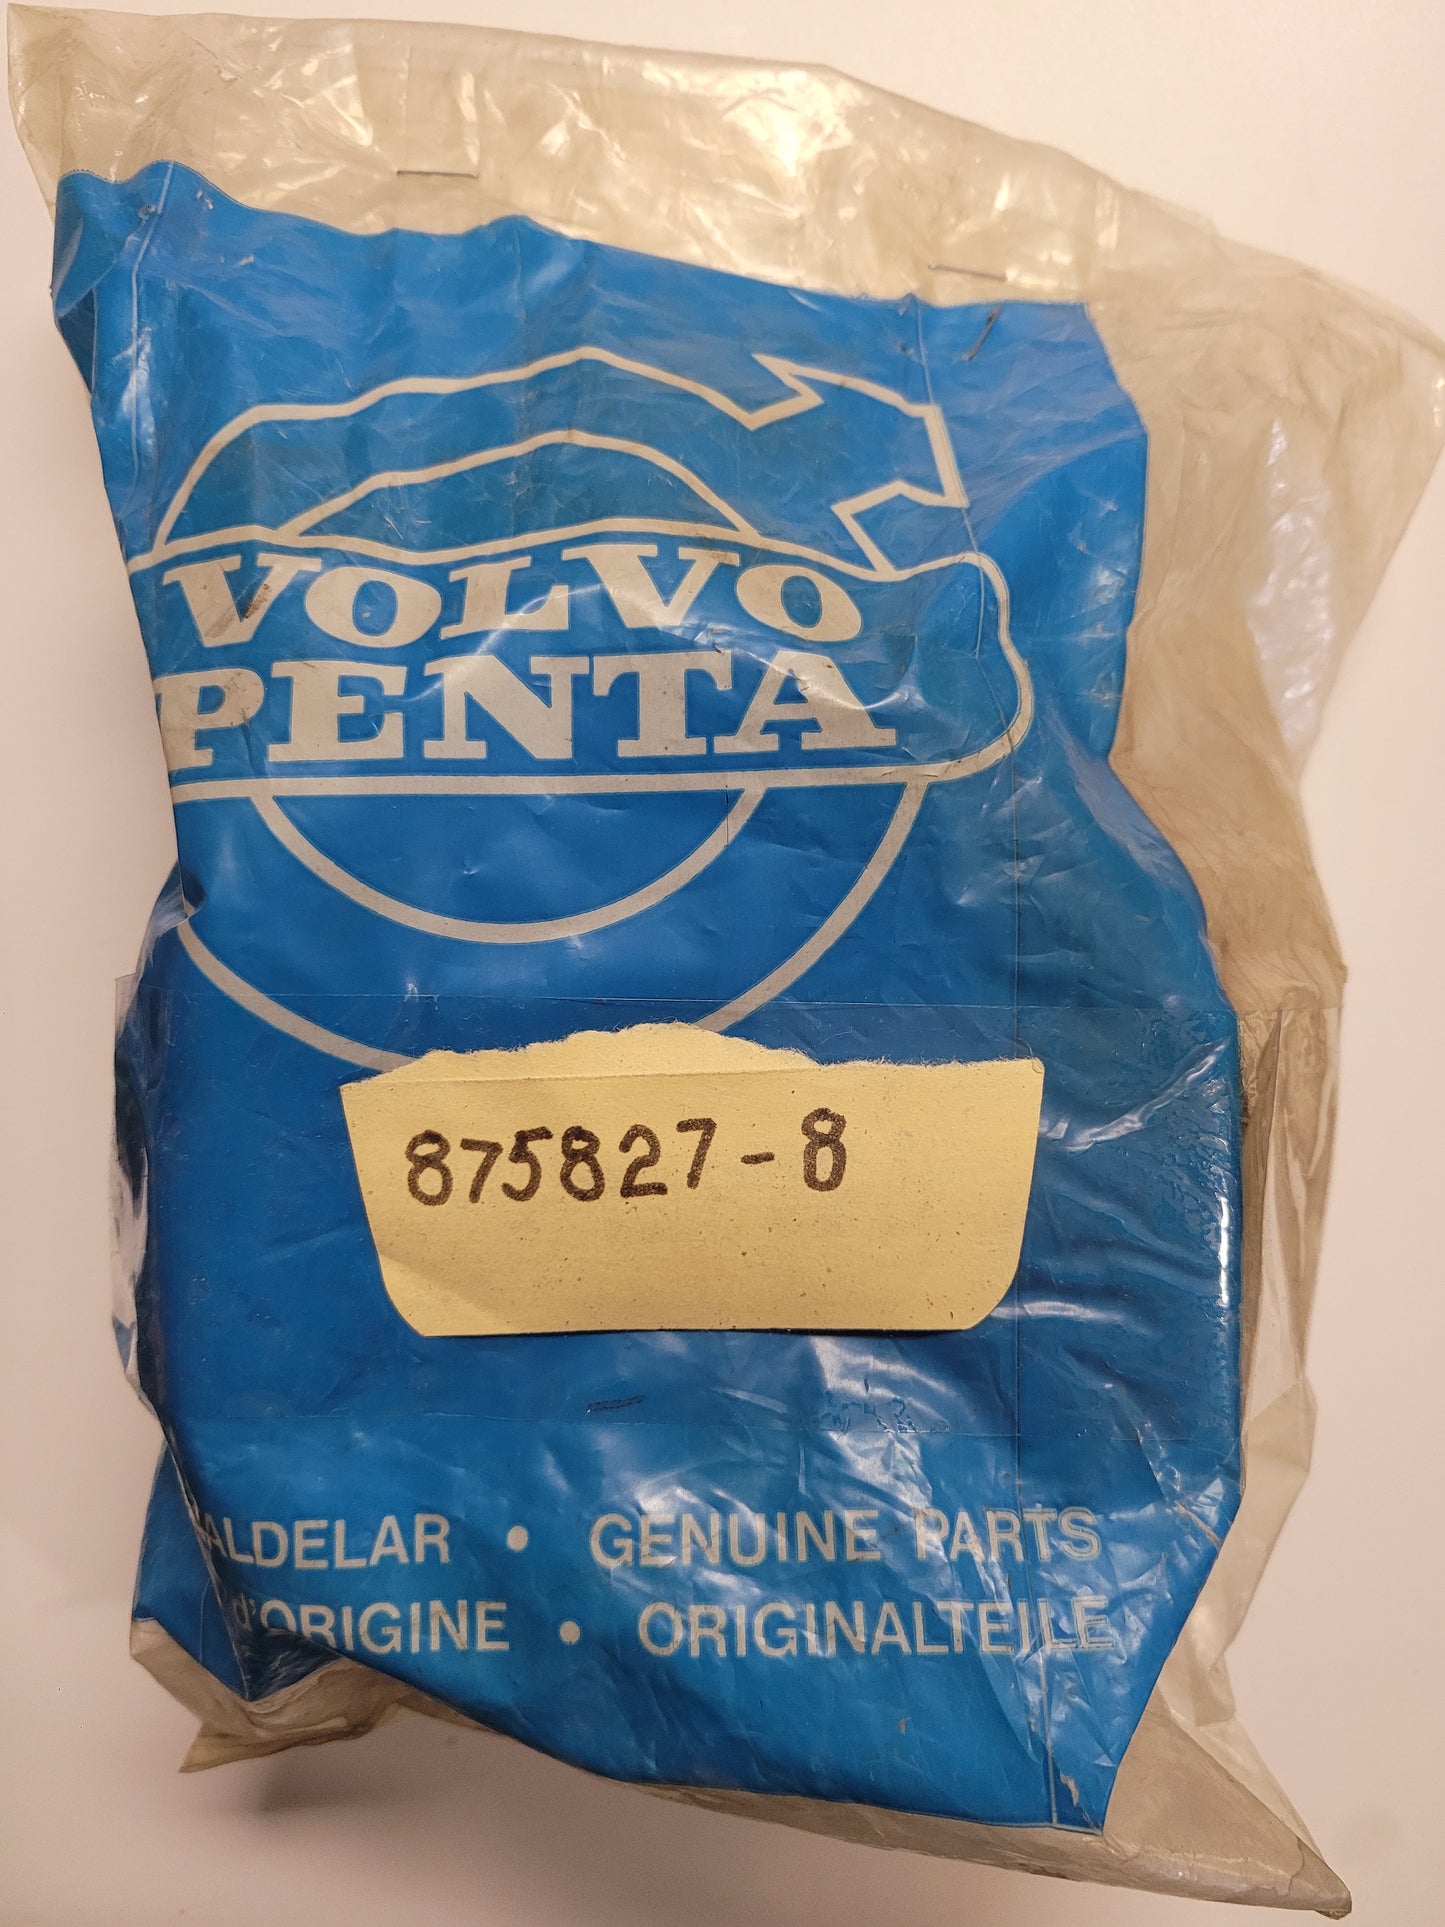 VOLVO
PENTA
875827-8
ALDELAR • GENUINE PARTS
d'ORIGINE • ORIGINALTEILE